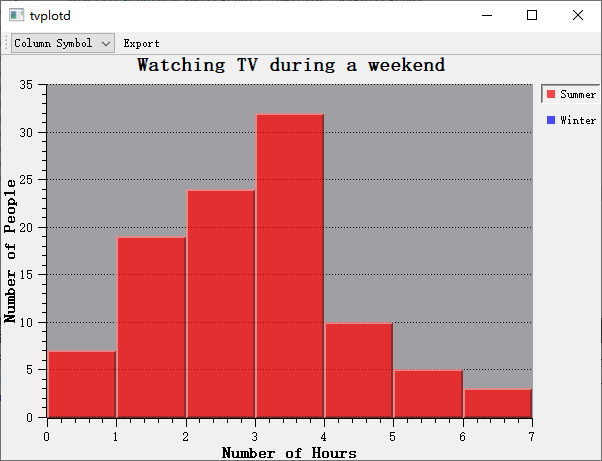 tvplotd
Column Symbol
Export
Watching TV during a weekend
Summer
Winter
Number of People
35
30
25
20
15
10
5
0
0 1 2 3 4 5 6 7
Number of Hours